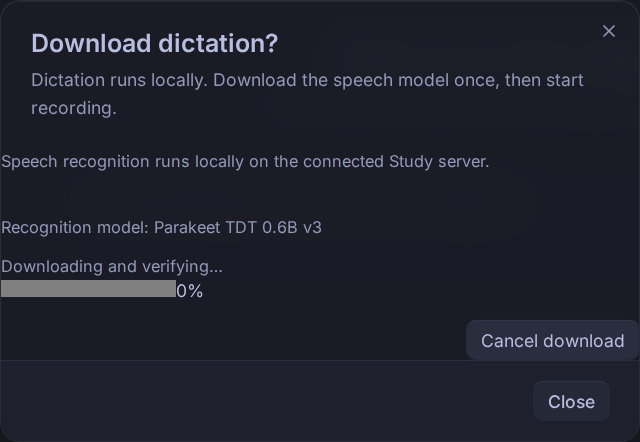 Download dictation?
Dictation runs locally. Download the speech model once, then start
recording.
Speech recognition runs locally on the connected Study server.
Recognition model: Parakeet TDT 0.6B v3
Downloading and verifying...
0%
Cancel download
Close